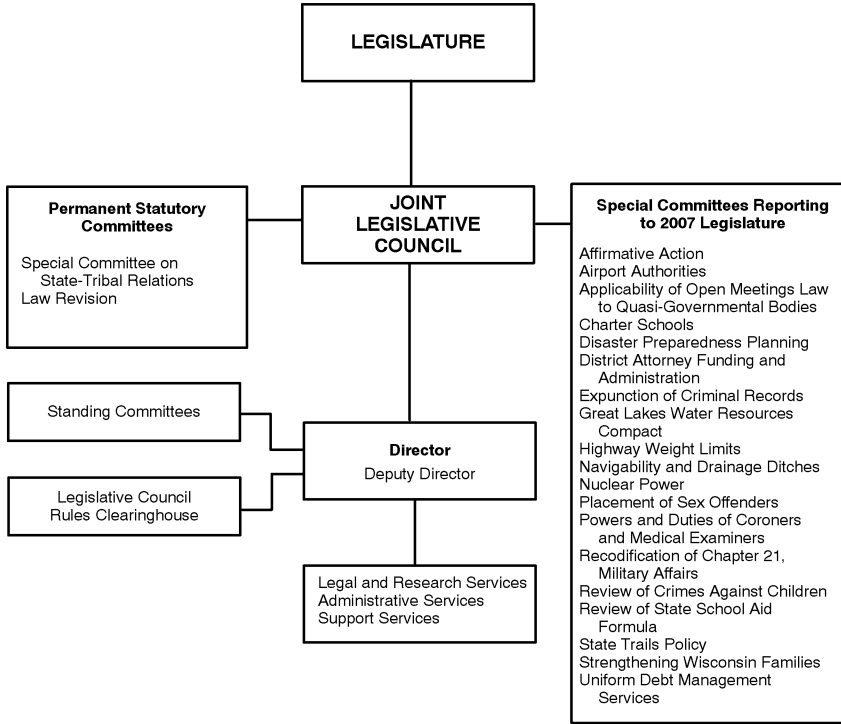 LEGISLATURE
JOINT
LEGISLATIVE
COUNCIL
Permanent Statutory
Committees
Special Committee on
State-Tribal Relations
Law Revision
Standing Committees
Legislative Council
Rules Clearinghouse
Director
Deputy Director
Legal and Research Services
Administrative Services
Support Services
Special Committees Reporting
to 2007 Legislature
Affirmative Action
Airport Authorities
Applicability of Open Meetings Law
to Quasi-Governmental Bodies
Charter Schools
Disaster Preparedness Planning
District Attorney Funding and
Administration
Expunction of Criminal Records
Great Lakes Water Resources
Compact
Highway Weight Limits
Navigability and Drainage Ditches
Nuclear Power
Placement of Sex Offenders
Powers and Duties of Coroners
and Medical Examiners
Recodification of Chapter 21,
Military Affairs
Review of Crimes Against Children
Review of State School Aid
Formula
State Trails Policy
Strengthening Wisconsin Families
Uniform Debt Management
Services